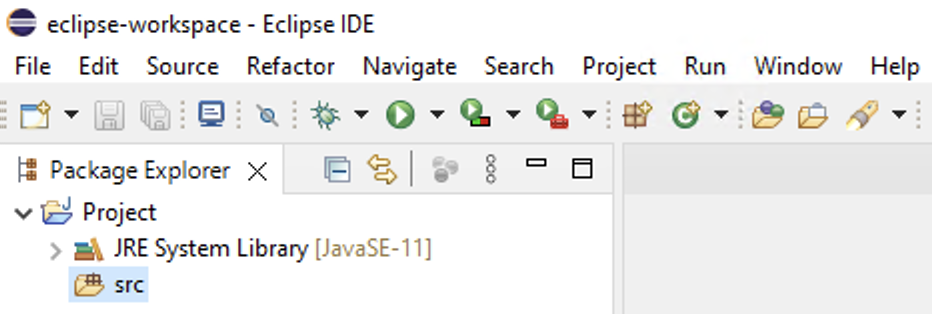 eclipse-workspace - Eclipse IDE
File Edit Source Refactor Navigate Search Project Run Window Help
Package Explorer
Project
JRE System Library [JavaSE-11]
src